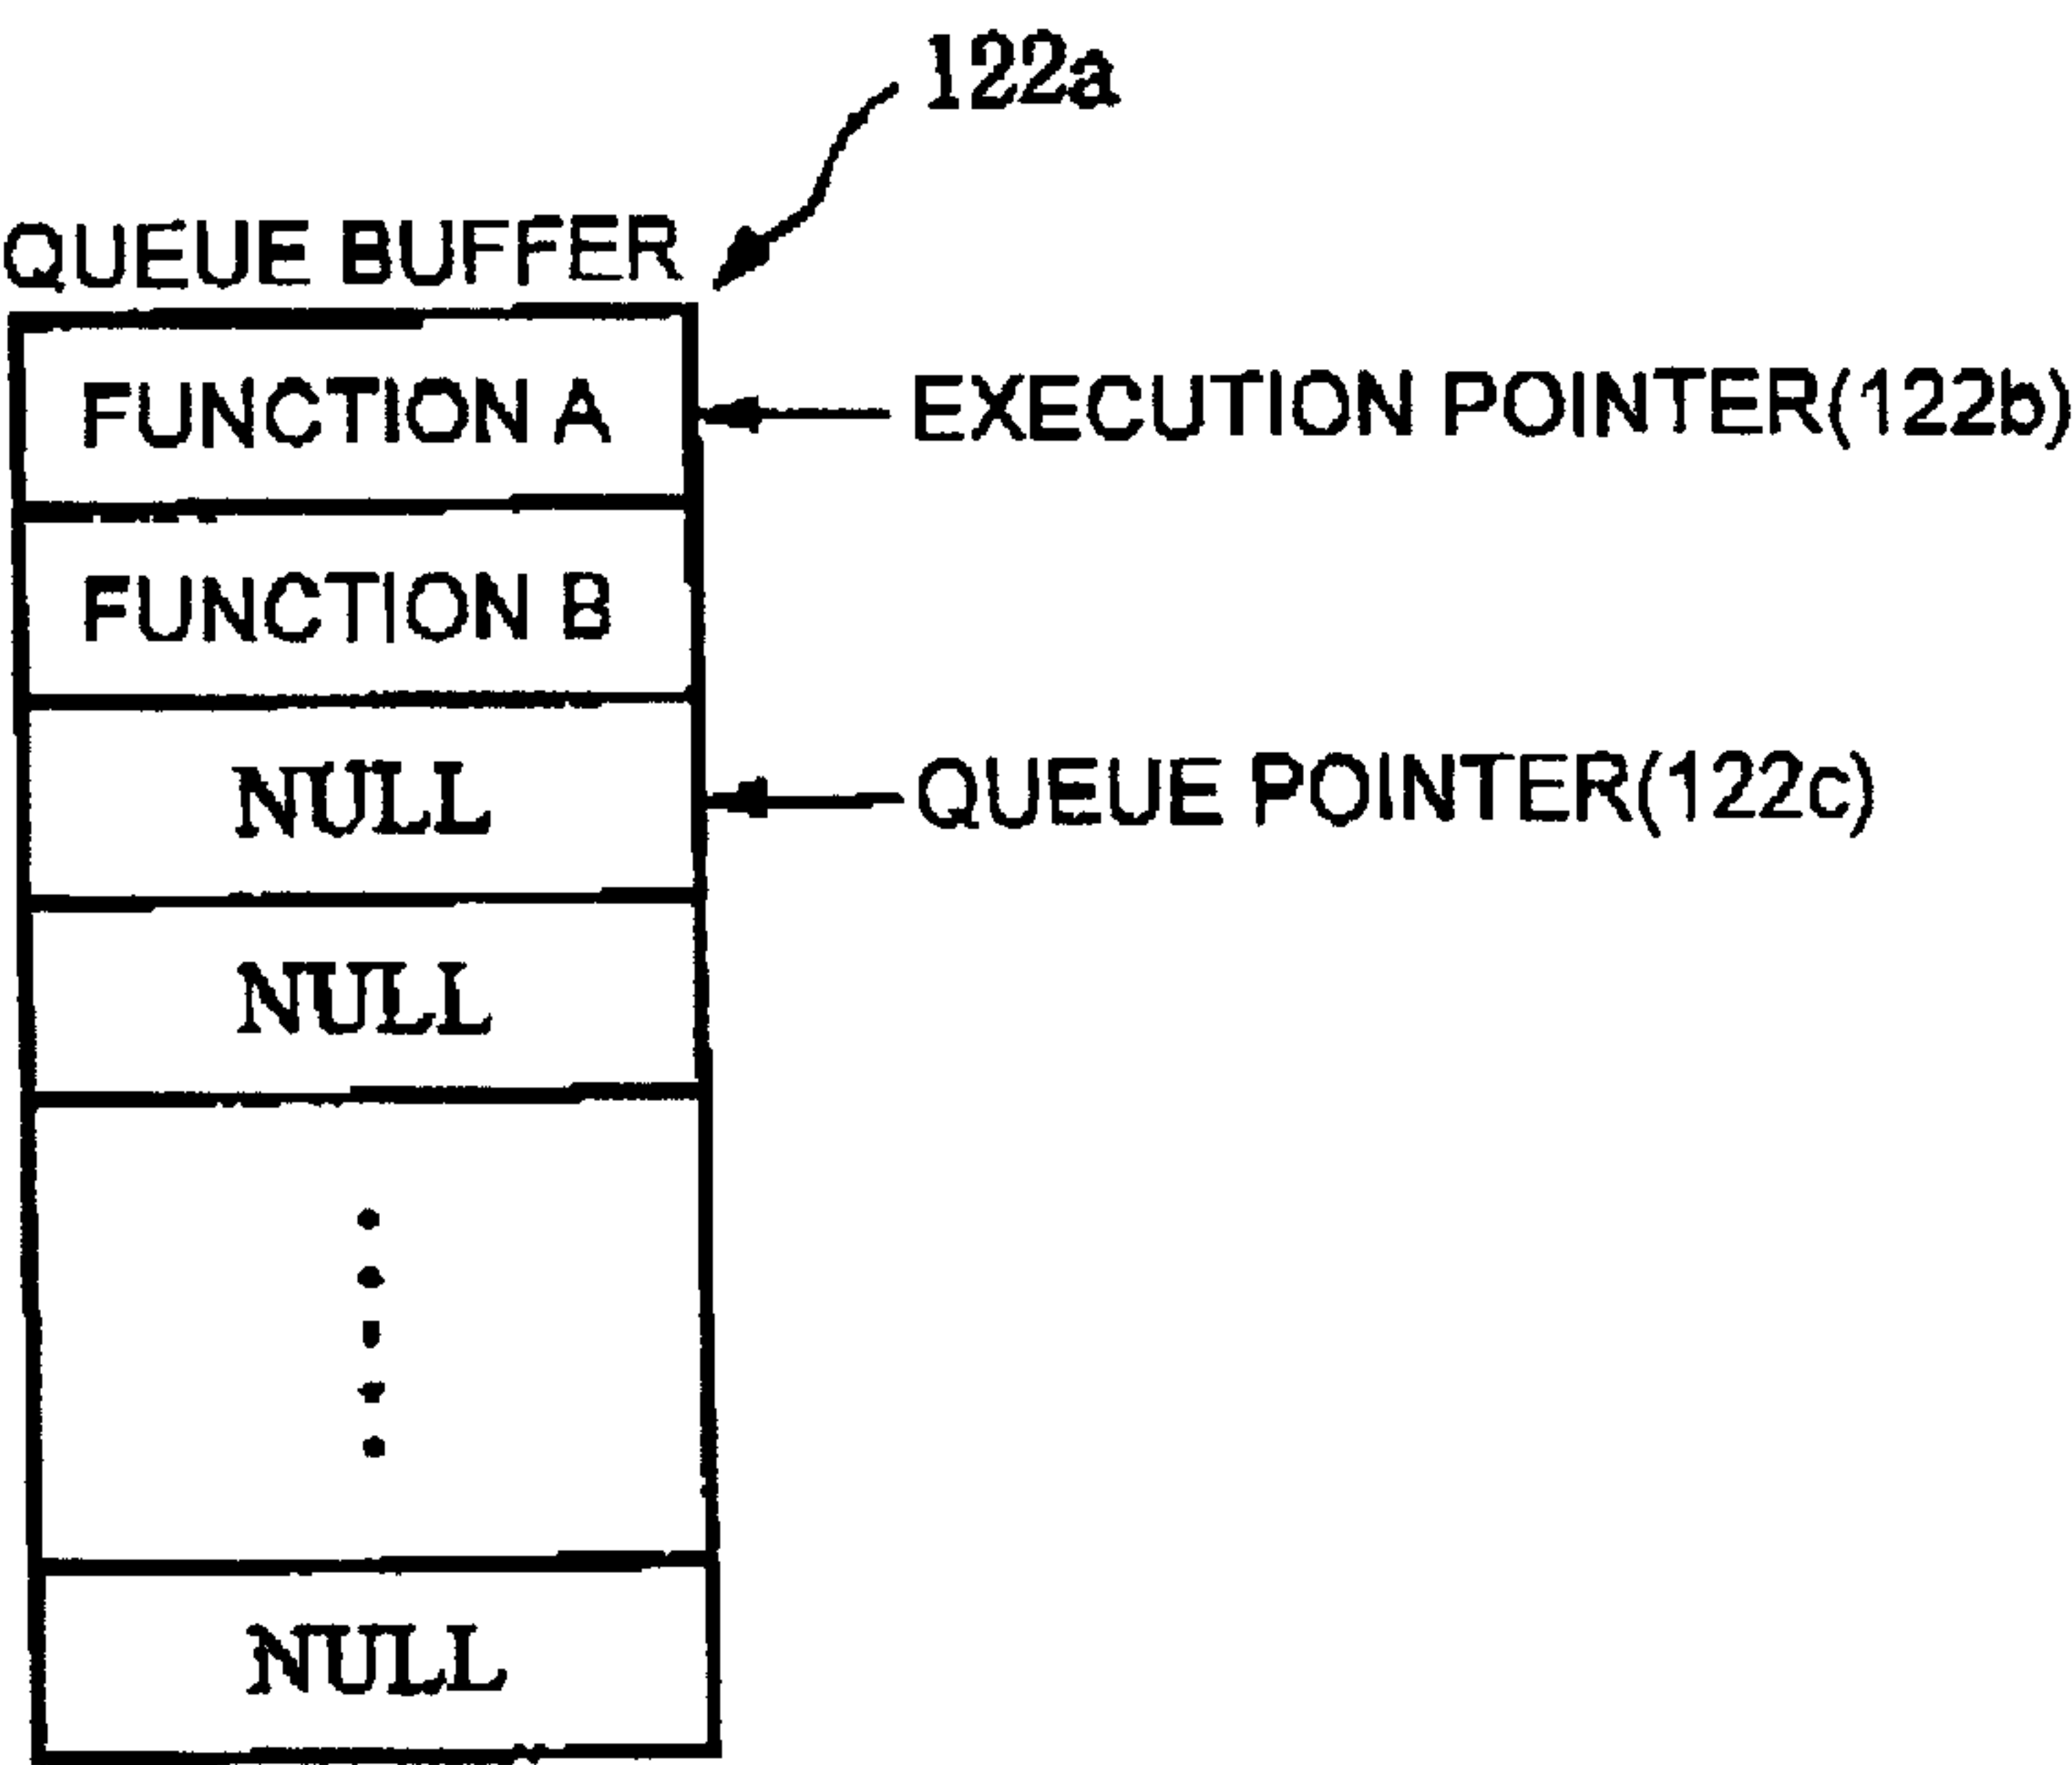 122a
QUEUE BUFFER
FUNCTION A
EXECUTION POINTER(122b)
FUNCTION B
NULL
QUEUE POINTER(122c)
NULL
NULL